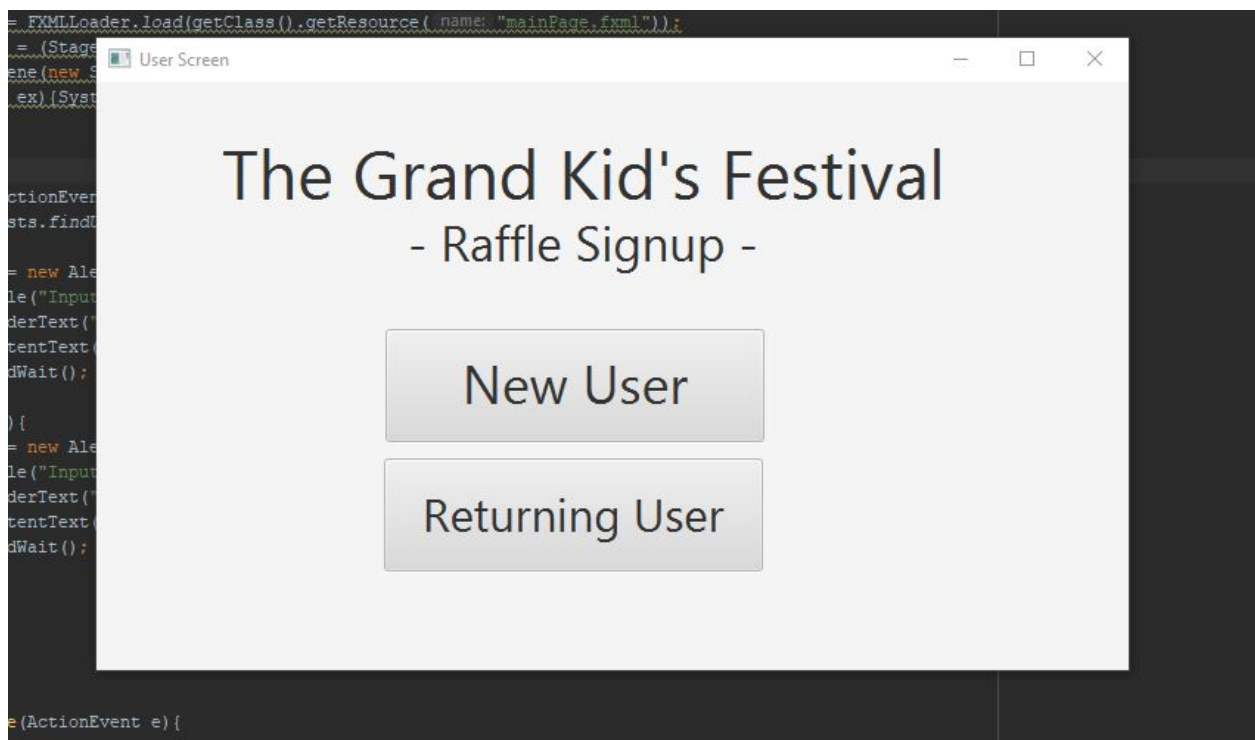 = FXMLLoader.load(getClass().getResource( name: "mainPage.fxml"));
= (Stage
ene(new S
ex){Syst
User Screen
The Grand Kid's Festival
- Raffle Signup -
New User
Returning User
ctionEven
sts.findU
= new Ale
le("Input
derText("
tentText(
dWait();
){
= new Ale
le("Input
derText("
tentText(
dWait();
e(ActionEvent e){